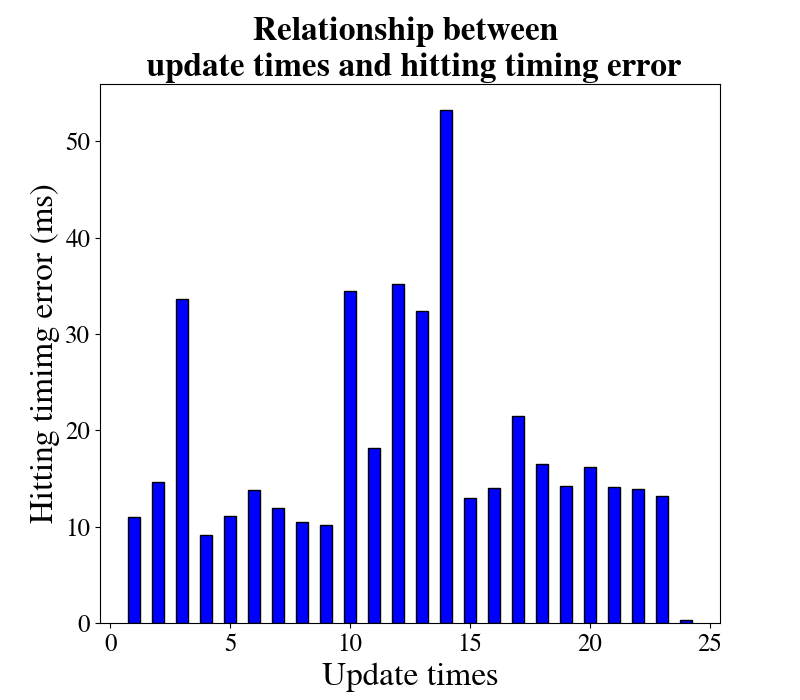 Relationship between
update times and hitting timing error
Hitting timimg error (ms)
50
40
30
20
10
0
0 5 10 15 20 25
Update times